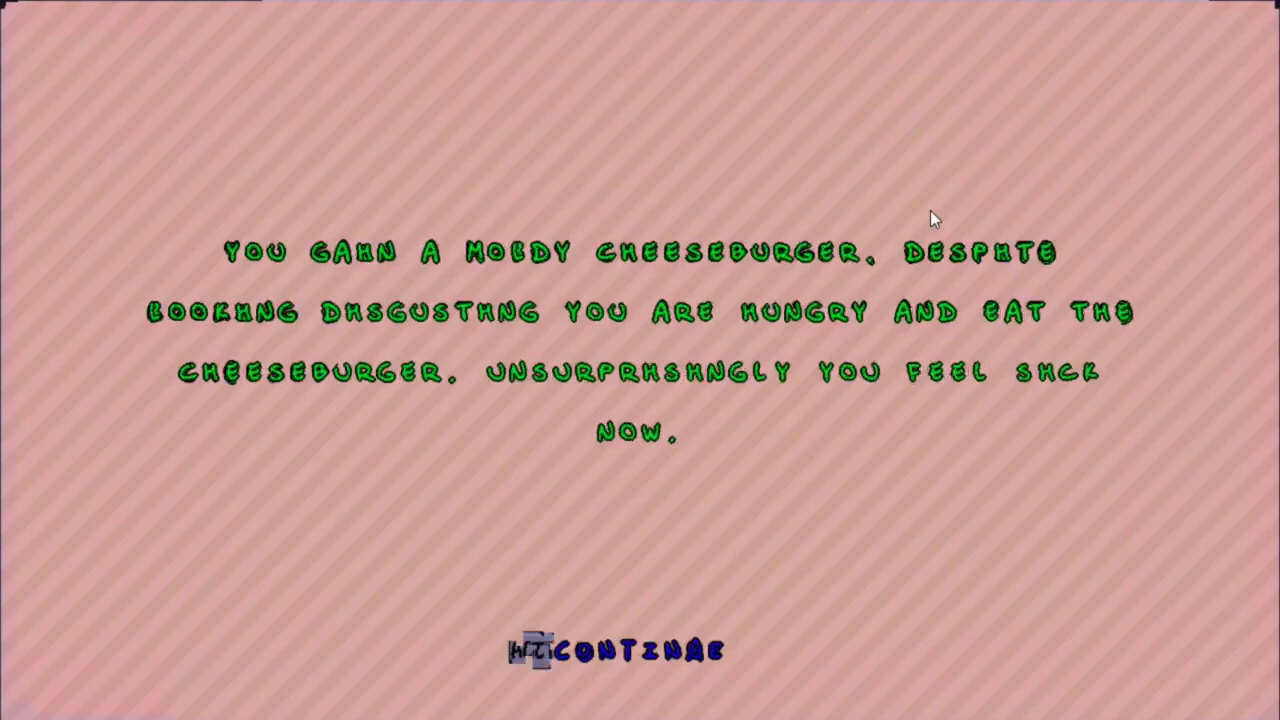 YOU GAHN A MOBDY CHEESEBURGER. DESPHTE
BOOKHNG DHSGUSTHNG YOU ARE HUNGRY AND EAT THE
CHEESEBURGER. UNSURPRHSHNGLY YOU FEEL SHCK
NOW.
CONTINUE